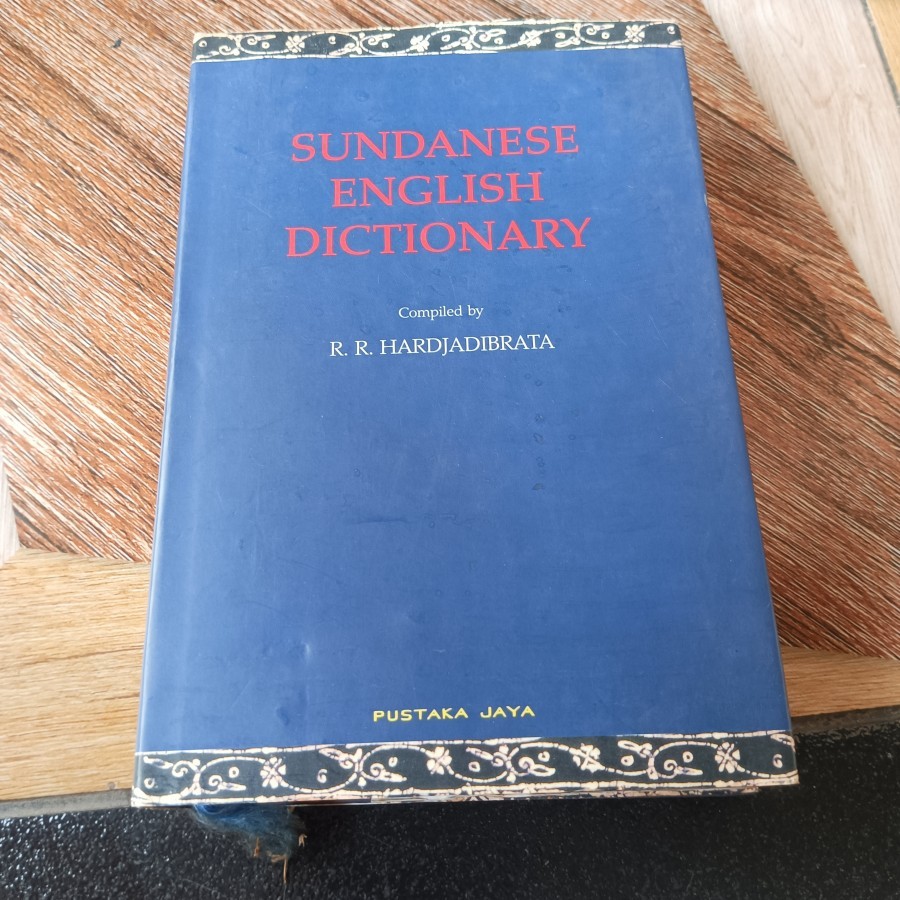 SUNDANESE
ENGLISH
DICTIONARY
Compiled by
R. R. HARDJADIBRATA
PUSTAKA JAYA